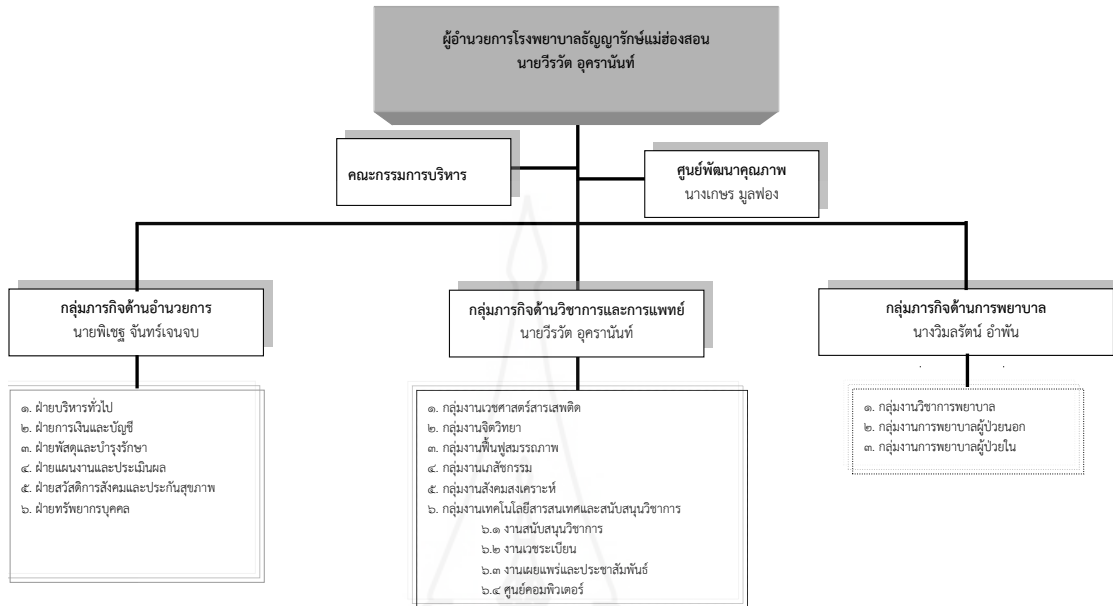 ผู้อำนวยการโรงพยาบาลธัญญารักษ์แม่ฮ่องสอน
นายวีรวัต อุครานันท์
คณะกรรมการบริหาร
ศูนย์พัฒนาคุณภาพ
นางเกษร มูลฟอง
กลุ่มภารกิจด้านอำนวยการ
นายพิเชฐ จันทร์เจนจบ
กลุ่มภารกิจด้านวิชาการและการแพทย์
นายวีรวัต อุครานันท์
กลุ่มภารกิจด้านการพยาบาล
นางวิมลรัตน์ อำพัน
๑. ฝ่ายบริหารทั่วไป
๒. ฝ่ายการเงินและบัญชี
๓. ฝ่ายพัสดุและบำรุงรักษา
๔. ฝ่ายแผนงานและประเมินผล
๕. ฝ่ายสวัสดิการสังคมและประกันสุขภาพ
๖. ฝ่ายทรัพยากรบุคคล
๑. กลุ่มงานเวชศาสตร์สารเสพติด
๒. กลุ่มงานจิตวิทยา
๓. กลุ่มงานฟื้นฟูสมรรถภาพ
๔. กลุ่มงานเภสัชกรรม
๕. กลุ่มงานสังคมสงเคราะห์
๖. กลุ่มงานเทคโนโลยีสารสนเทศและสนับสนุนวิชาการ
๖.๑ งานสนับสนุนวิชาการ
๖.๒ งานเวชระเบียน
๖.๓ งานเผยแพร่และประชาสัมพันธ์
๖.๔ ศูนย์คอมพิวเตอร์
๑. กลุ่มงานวิชาการพยาบาล
๒. กลุ่มงานการพยาบาลผู้ป่วยนอก
๓. กลุ่มงานการพยาบาลผู้ป่วยใน